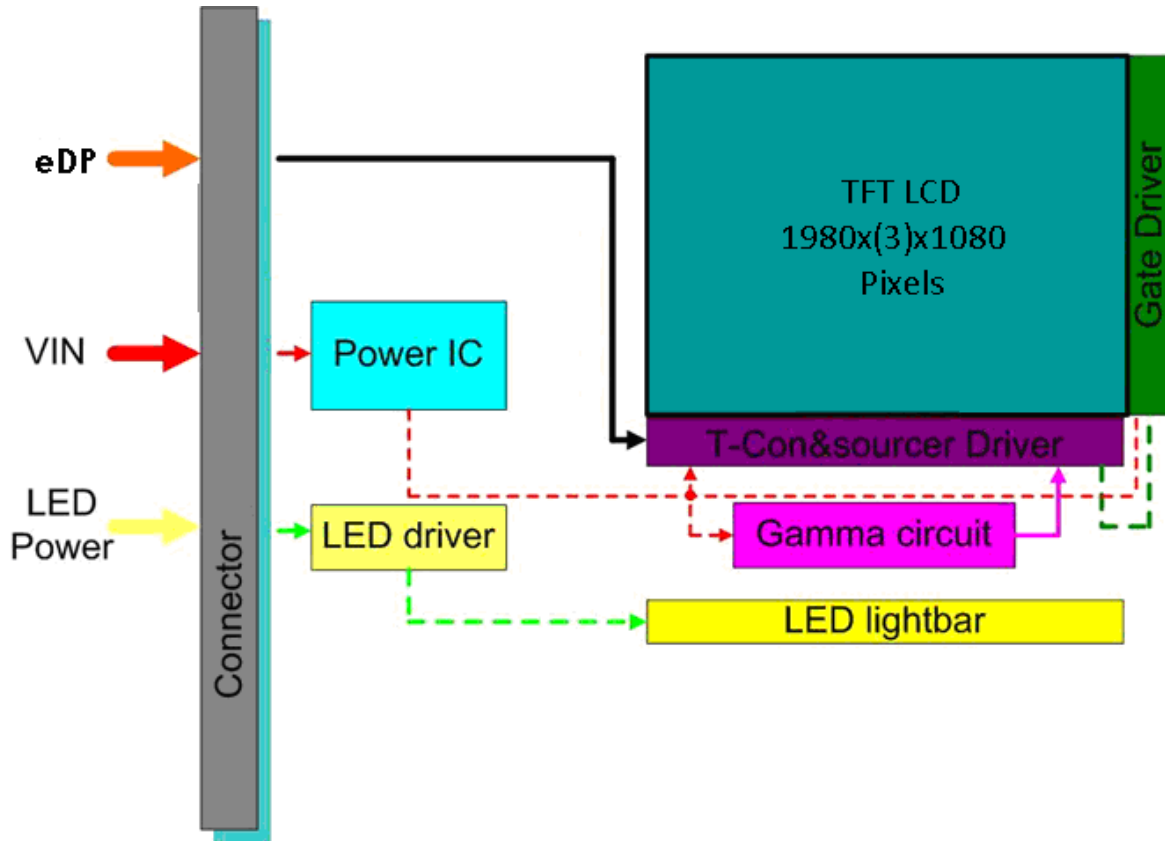 eDP
VIN
LED
Power
Connector
Power IC
LED driver
TFT LCD
1980x(3)x1080
Pixels
Gate Driver
T-Con&sourcer Driver
Gamma circuit
LED lightbar